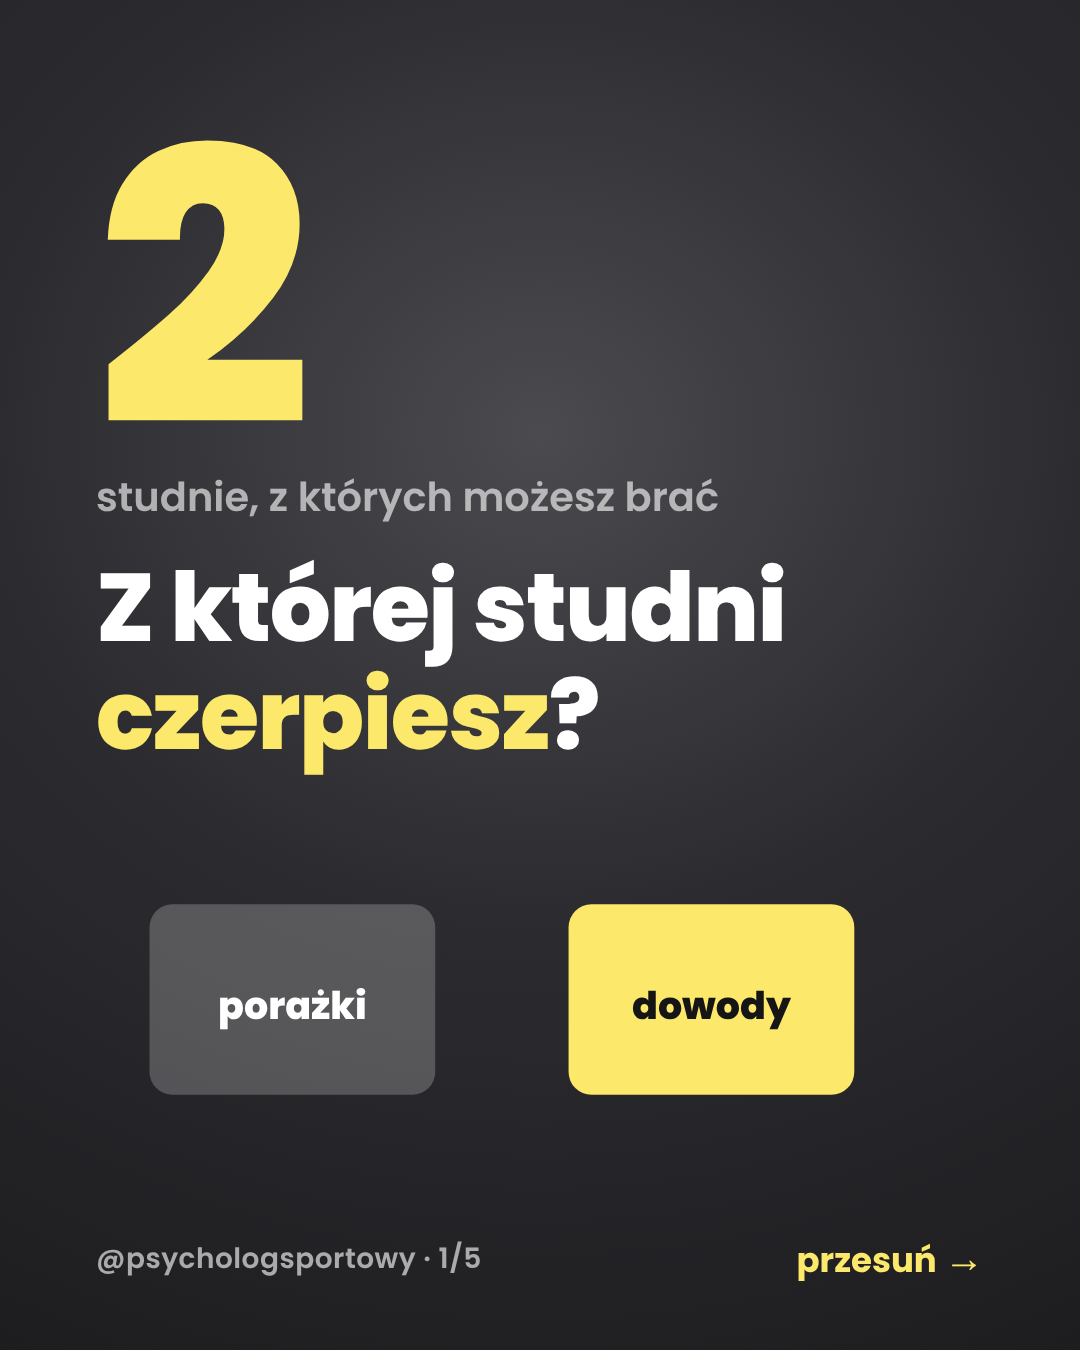 2
studnie, z których możesz brać
Z której studni
czerpiesz?
porażki
dowody
@psychologsportowy · 1/5
przesuń →